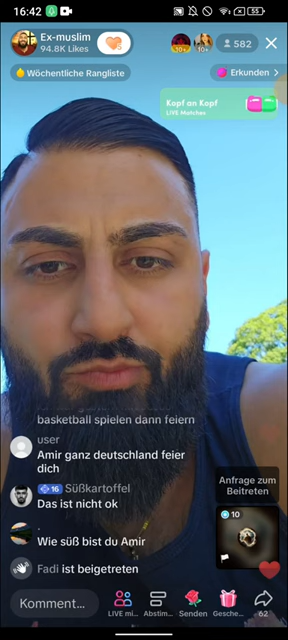 16:42
55
Ex-muslim
94.8K Likes
30+
10+
582
Wöchentliche Rangliste
Erkunden >
Kopf an Kopf
LIVE-Matches
basketball spielen dann feiern
user
Amir ganz deutschland feier
dich
16 Süßkartoffel
Das ist nicht ok
.
Wie süß bist du Amir
Fadi ist beigetreten
Anfrage zum
Beitreten
10
Komment...
LIVE mi...
Abstim...
Senden
Gesche...
62